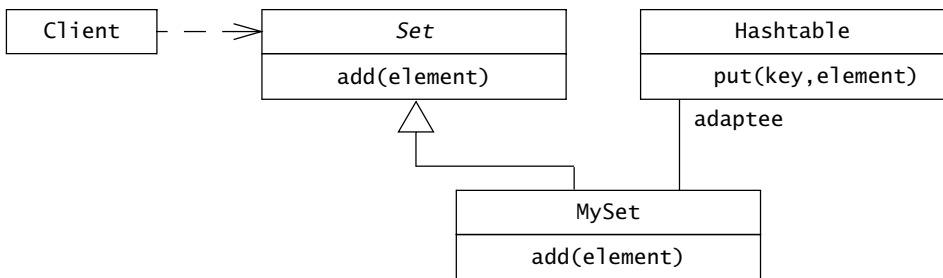 Client
Set
add(element)
Hashtable
put(key,element)
adaptee
MySet
add(element)